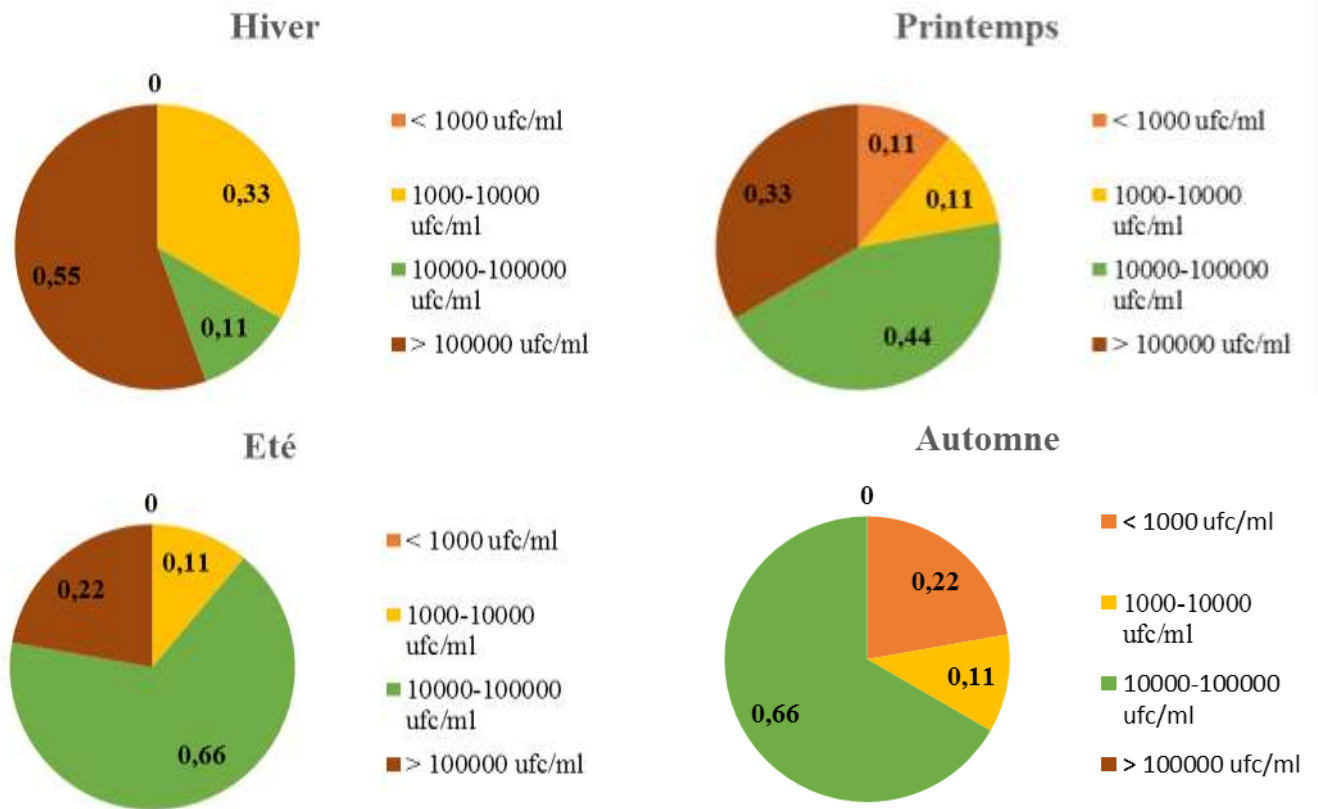 Hiver
0
0,33
0,11
0,55
< 1000 ufc/ml
1000-10000
ufc/ml
10000-100000
ufc/ml
> 100000 ufc/ml
Printemps
0,11
0,11
0,44
0,33
< 1000 ufc/ml
1000-10000
ufc/ml
10000-100000
ufc/ml
> 100000 ufc/ml
Eté
0
0,11
0,66
0,22
< 1000 ufc/ml
1000-10000
ufc/ml
10000-100000
ufc/ml
> 100000 ufc/ml
Automne
0
0,22
0,11
0,66
< 1000 ufc/ml
1000-10000
ufc/ml
10000-100000
ufc/ml
> 100000 ufc/ml